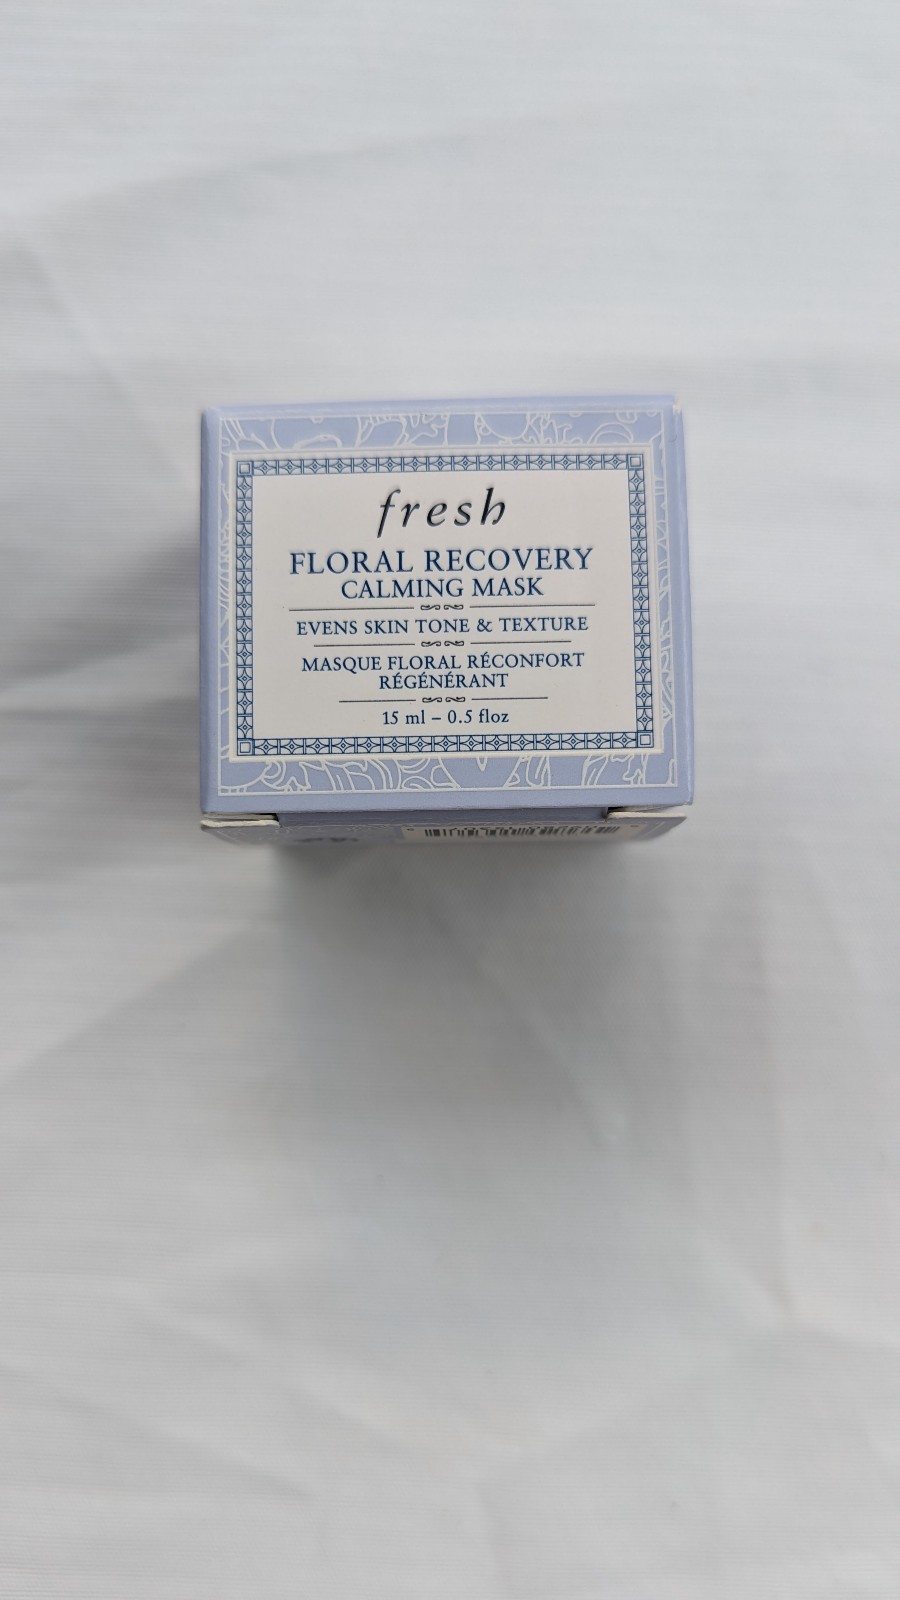 fresh
FLORAL RECOVERY
CALMING MASK
EVENS SKIN TONE & TEXTURE
MASQUE FLORAL RÉCONFORT
RÉGÉNÉRANT
15 ml – 0.5 floz